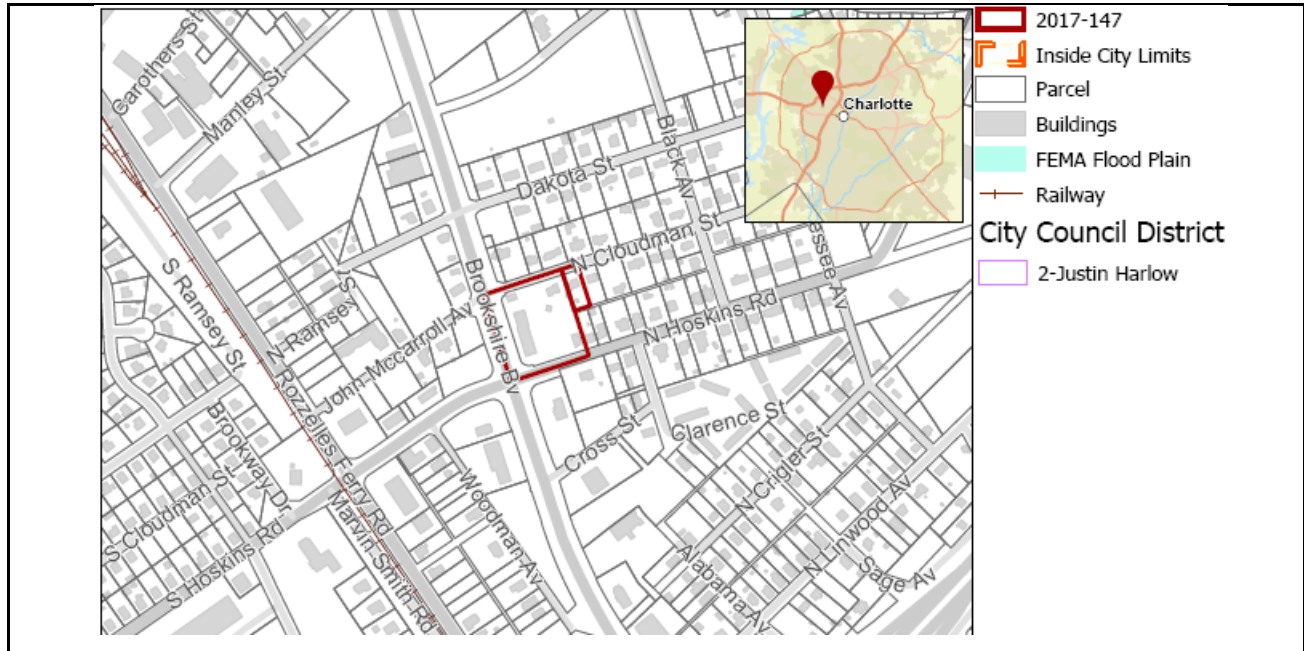 Carothers St
Manley St
Black Av
Dakota St
N Cloudman St
essee Av
S Ramsey St
N Ramsey
St
John Mccarroll Av
Brookshire Bv
N Hoskins Rd
N Rozzelles Ferry Rd
Brookway Dr
Cross St
Clarence St
S Cloudman St
Woodman Av
N Crigler St
N Linwood Av
S Hoskins Rd
Marvin Smith Rd
Alabama Av
Sage Av
Charlotte
2017-147
Inside City Limits
Parcel
Buildings
FEMA Flood Plain
Railway
City Council District
2-Justin Harlow